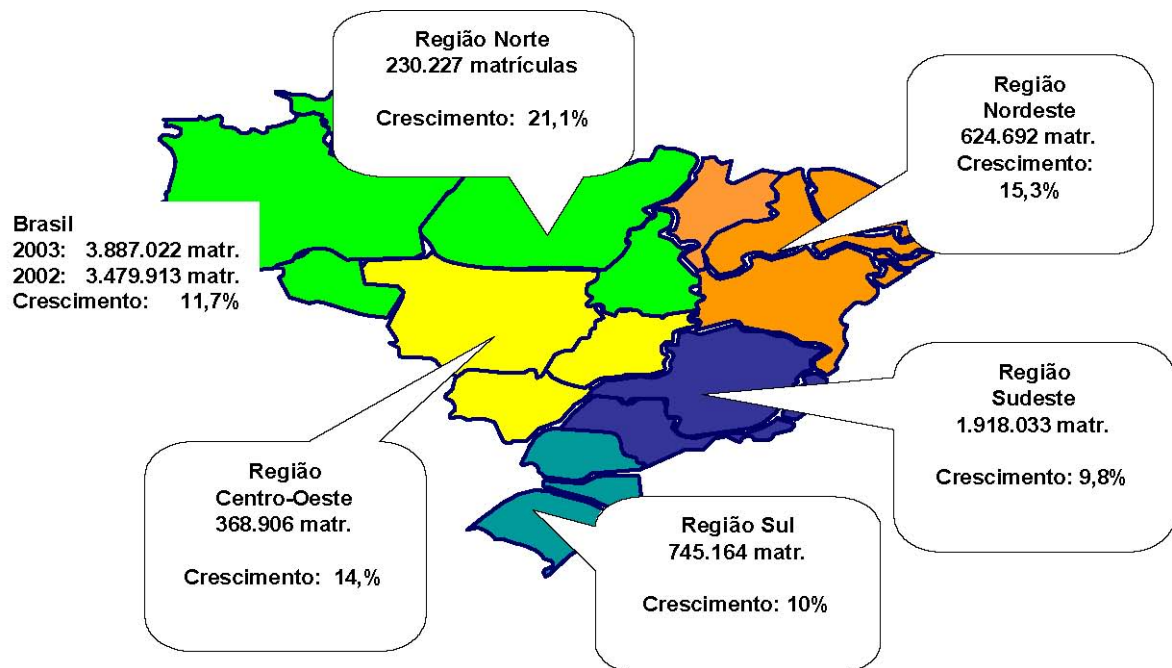 Região Norte
230.227 matrículas
Crescimento: 21,1%
Região
Nordeste
624.692 matr.
Crescimento:
15,3%
Brasil
2003: 3.887.022 matr.
2002: 3.479.913 matr.
Crescimento: 11,7%
Região
Sudeste
1.918.033 matr.
Crescimento: 9,8%
Região
Centro-Oeste
368.906 matr.
Crescimento: 14,%
Região Sul
745.164 matr.
Crescimento: 10%